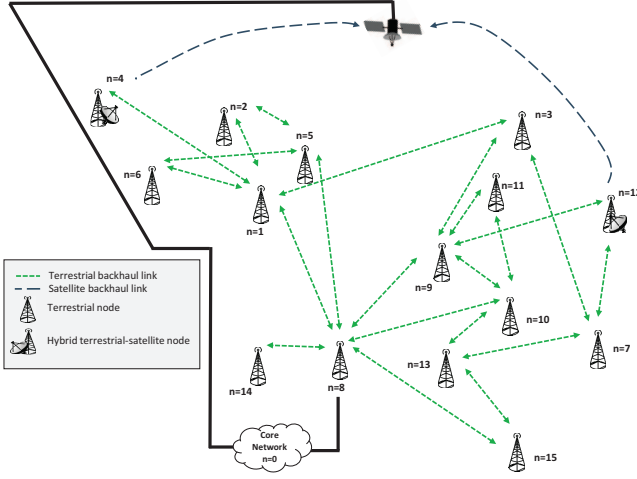 n=4
n=2
n=3
n=5
n=6
n=11
n=12
n=1
n=9
Terrestrial backhaul link
Satellite backhaul link
Terrestrial node
Hybrid terrestrial-satellite node
n=10
n=7
n=13
n=14
n=8
Core
Network
n=0
n=15